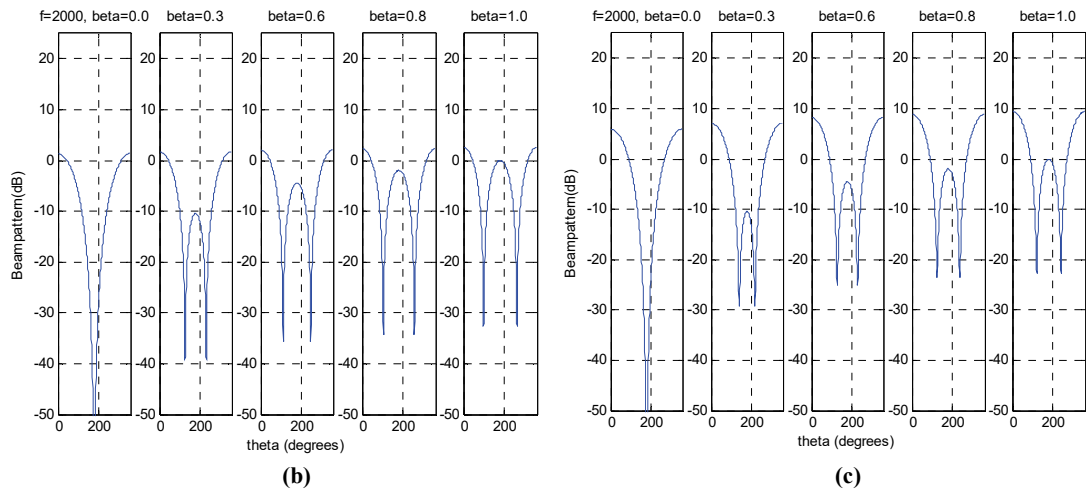 f=2000, beta=0.0 beta=0.3 beta=0.6 beta=0.8 beta=1.0
20 20 20 20 20
10 10 10 10 10
0 0 0 0 0
-10 -10 -10 -10 -10
-20 -20 -20 -20 -20
-30 -30 -30 -30 -30
-40 -40 -40 -40 -40
-50 -50 -50 -50 -50
0 200 0 200 0 200 0 200 0 200
Beampattern(dB)
theta (degrees)
(b)
f=2000, beta=0.0 beta=0.3 beta=0.6 beta=0.8 beta=1.0
20 20 20 20 20
10 10 10 10 10
0 0 0 0 0
-10 -10 -10 -10 -10
-20 -20 -20 -20 -20
-30 -30 -30 -30 -30
-40 -40 -40 -40 -40
-50 -50 -50 -50 -50
0 200 0 200 0 200 0 200 0 200
Beampattern(dB)
theta (degrees)
(c)